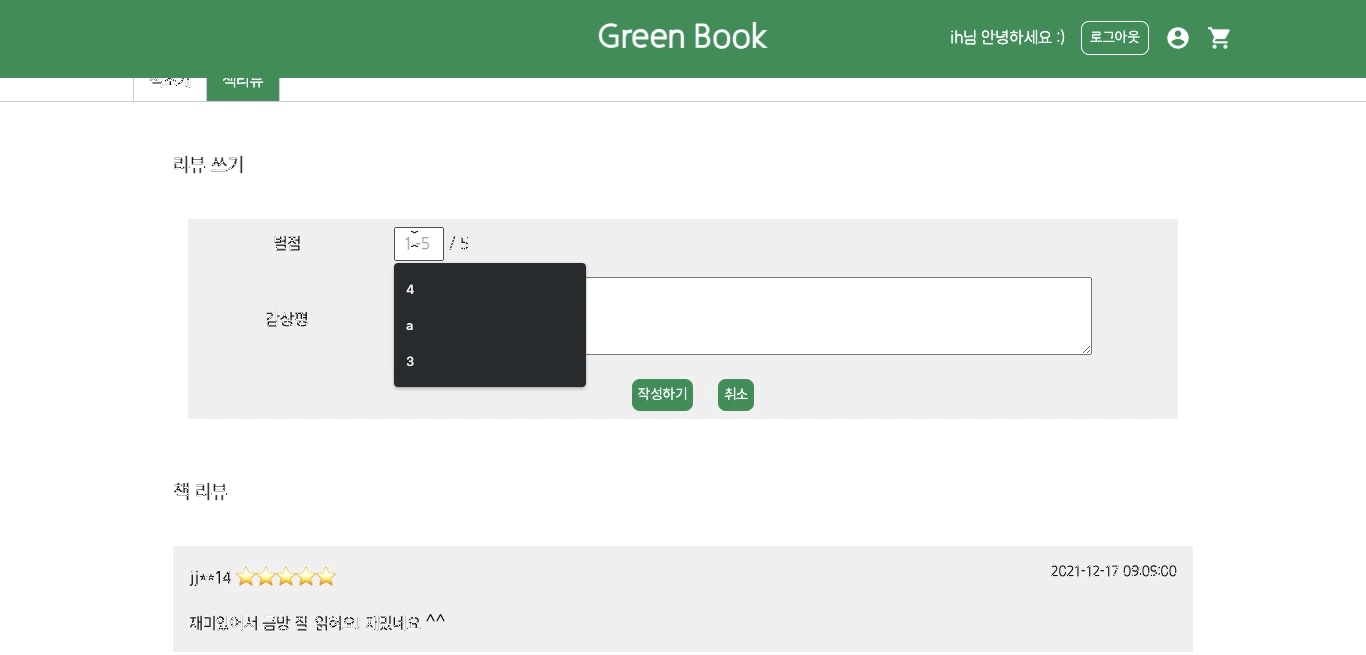 Green Book
ih님 안녕하세요 :)
로그아웃
책소개
책리뷰
리뷰 쓰기
별점
1~5
/ 5
4
a
3
감상평
작성하기
취소
책 리뷰
jj**14 ⭐⭐⭐⭐⭐
2021-12-17 09:09:00
재미있어서 금방 잘 읽혀요! 재밌네요 ^^